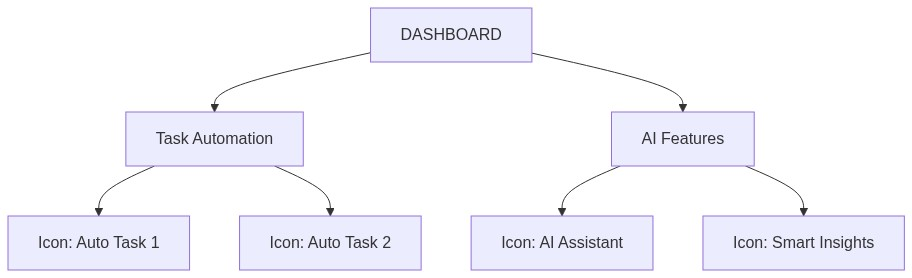 DASHBOARD
Task Automation
AI Features
Icon: Auto Task 1
Icon: Auto Task 2
Icon: AI Assistant
Icon: Smart Insights